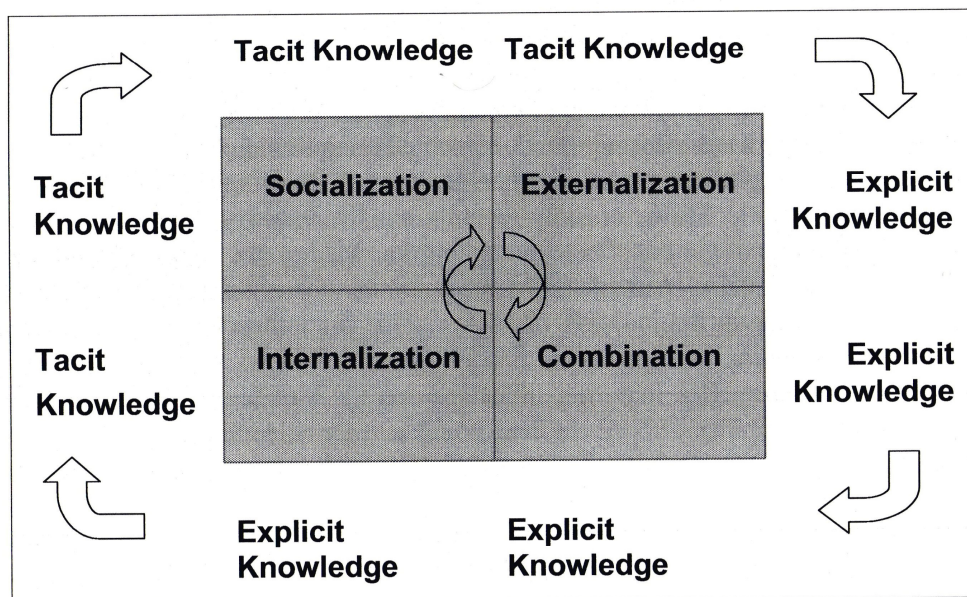 Tacit Knowledge Tacit Knowledge
Tacit
Knowledge
Socialization
Externalization
Explicit
Knowledge
Tacit
Knowledge
Internalization
Combination
Explicit
Knowledge
Explicit
Knowledge
Explicit
Knowledge